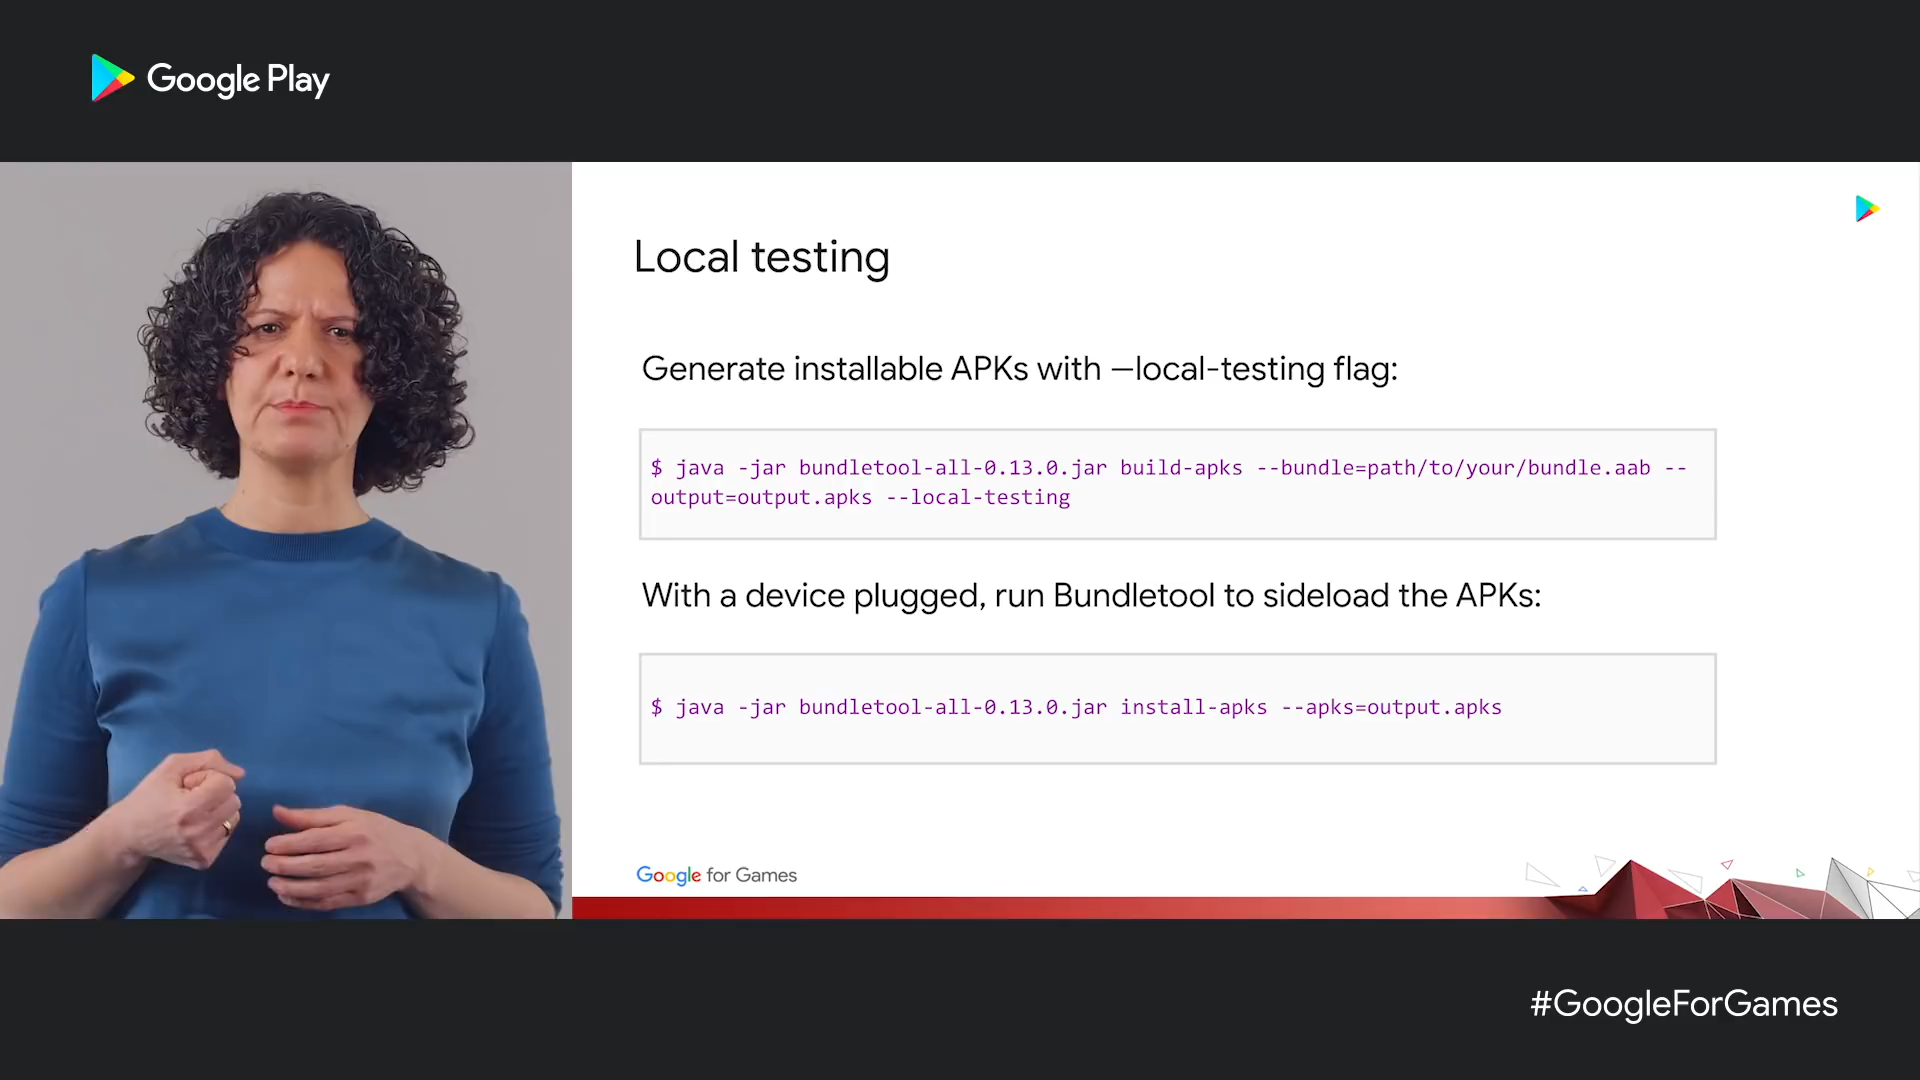 Google Play
Local testing
Generate installable APKs with —local-testing flag:
$ java -jar bundletool-all-0.13.0.jar build-apks --bundle=path/to/your/bundle.aab --
output=output.apks --local-testing
With a device plugged, run Bundletool to sideload the APKs:
$ java -jar bundletool-all-0.13.0.jar install-apks --apks=output.apks
Google for Games
#GoogleForGames